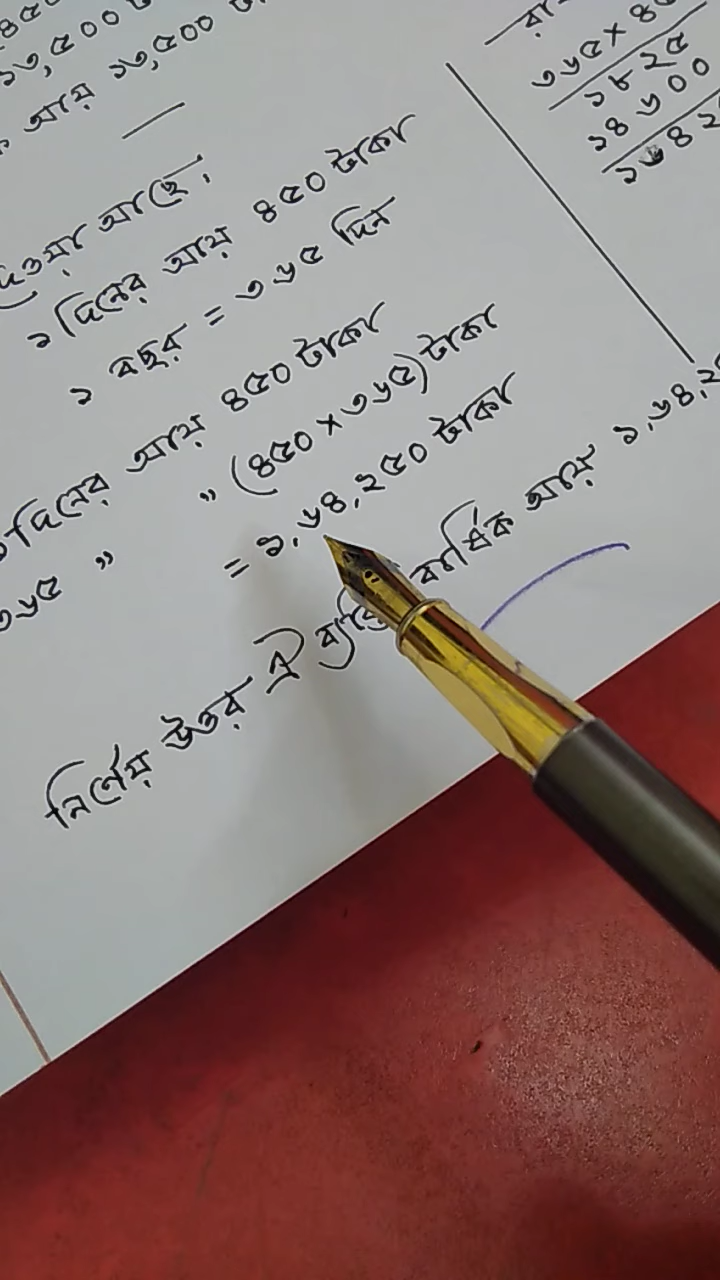 ১৩,৫০০
আয় ১৩,৫০০
দেওয়া আছে,
১ দিনের আয় ৪৫০ টাকা
১ বছর = ৩৬৫ দিন
১ দিনের আয় ৪৫০ টাকা
৩৬৫ " " (৪৫০ × ৩৬৫) টাকা
= ১,৬৪,২৫০ টাকা
নির্ণেয় উত্তর ঐ ব্যক্তির বার্ষিক আয় ১,৬৪,২
৩৬৫ × ৪
১৮২৫
১৪৬০০
১৬৪২